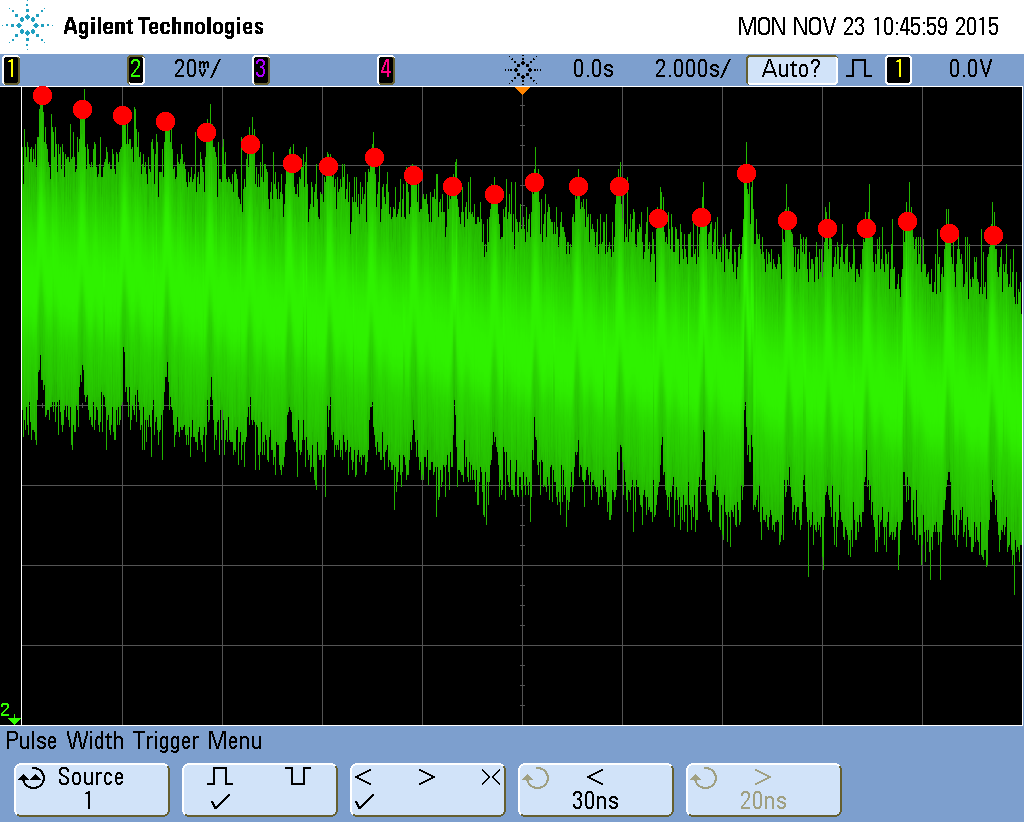 Agilent Technologies MON NOV 23 10:45:59 2015
1 2 20mV/ 3 4 0.0s 2.000s/ Auto? 1 0.0V
2
Pulse Width Trigger Menu
Source < > >< < >
1 30ns 20ns